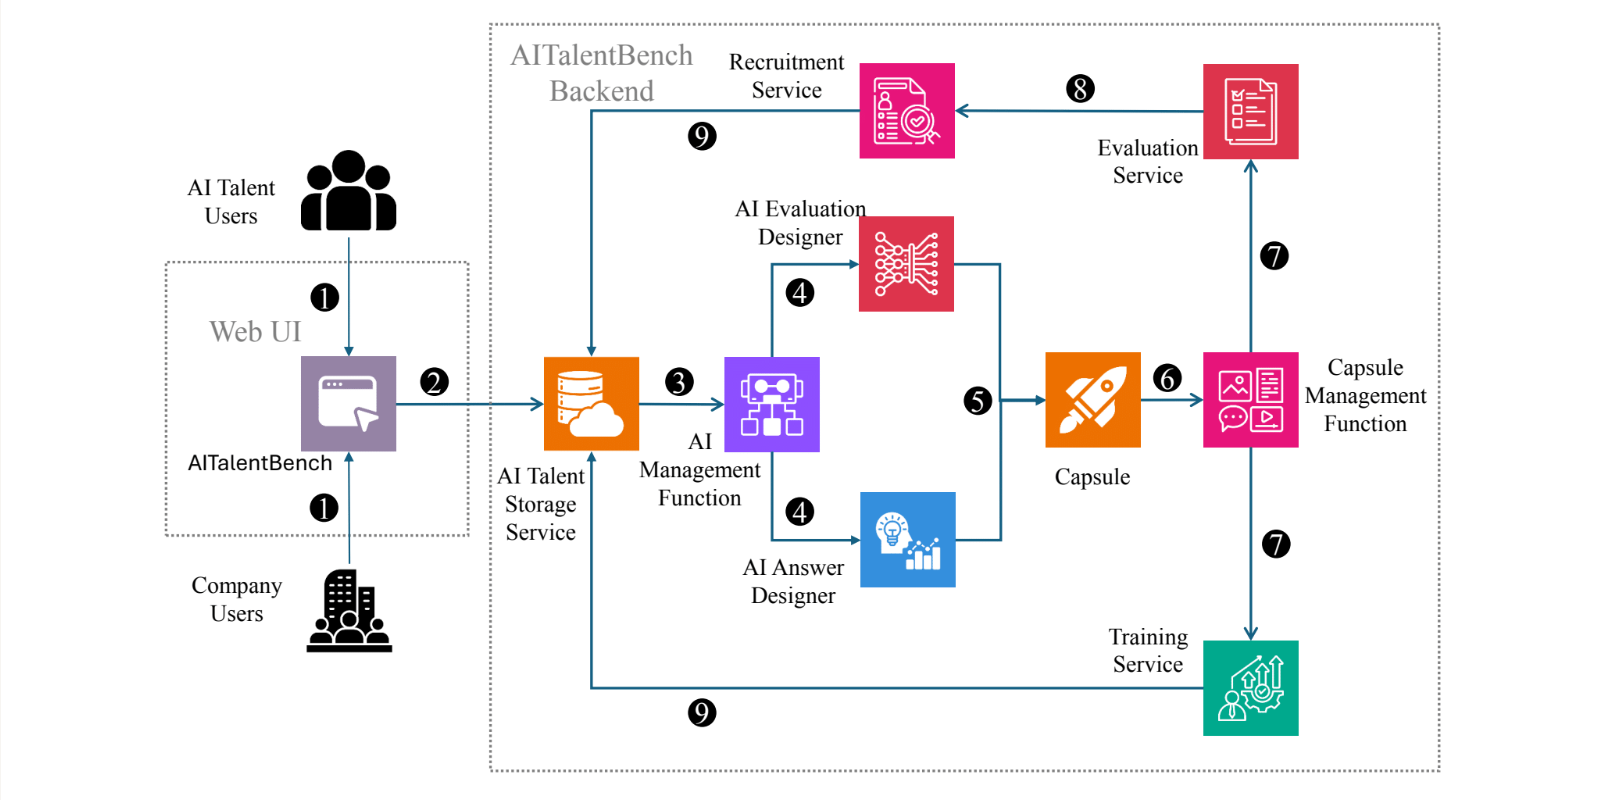 AITalentBench
Backend
Recruitment
Service
8
9
Evaluation
Service
AI Talent
Users
AI Evaluation
Designer
7
4
1
Web UI
2
3
5
6
Capsule
Management
Function
AITalentBench
AI
Management
Function
AI Talent
Storage
Service
Capsule
1
4
7
AI Answer
Designer
Company
Users
Training
Service
9